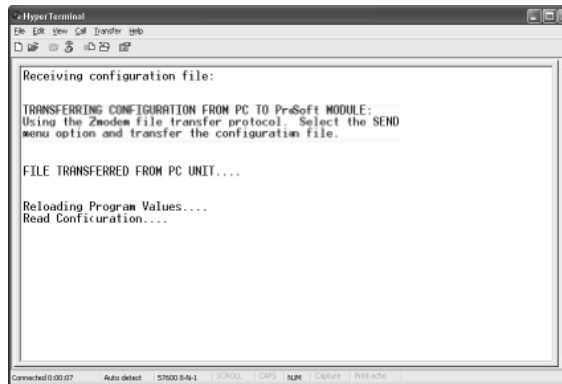 HyperTerminal
File Edit View Call Transfer Help
Receiving configuration file:
TRANSFERRING CONFIGURATION FROM PC TO ProSoft MODULE:
Using the Zmodem file transfer protocol. Select the SEND
menu option and transfer the configuration file.
FILE TRANSFERRED FROM PC UNIT....
Reloading Program Values....
Read Configuration....
Connected 0:00:07 Auto detect 57600 8-N-1 SCROLL CAPS NUM Capture Print echo